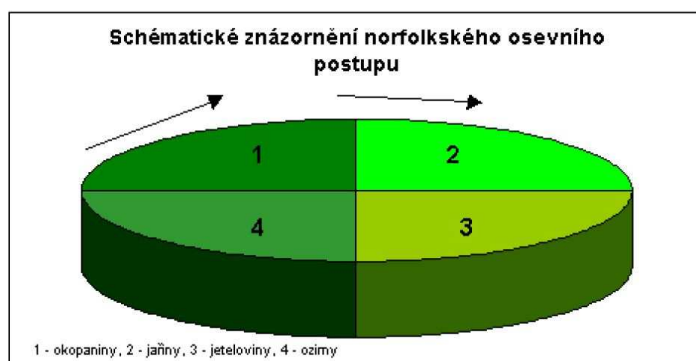 Schématické znázornění norfolkského osevního
postupu
1
2
4
3
1 - okopaniny, 2 - jařiny, 3 - jeteloviny, 4 - ozimy